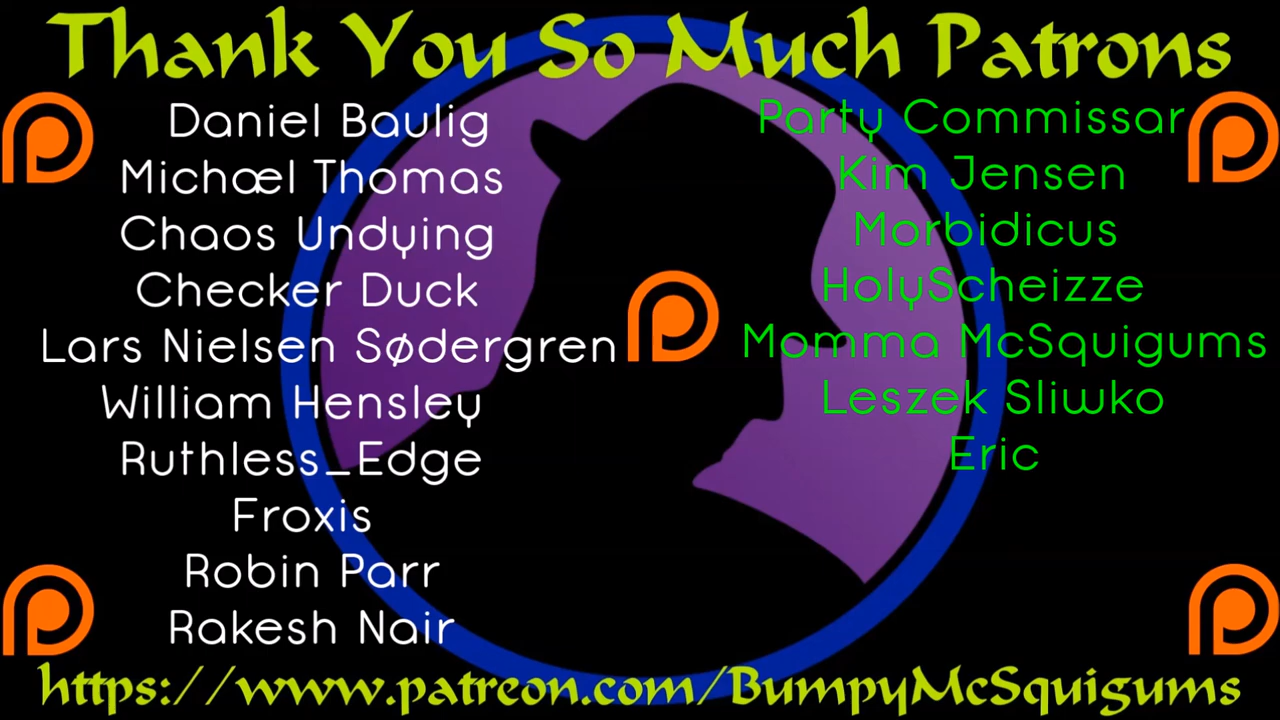 Thank You So Much Patrons
Daniel Baulig
Michael Thomas
Chaos Undying
Checker Duck
Lars Nielsen Sødergren
William Hensley
Ruthless_Edge
Froxis
Robin Parr
Rakesh Nair
Party Commissar
Kim Jensen
Morbidicus
HolyScheizze
Momma McSquigums
Leszek Sliwko
Eric
https://www.patreon.com/BumpyMcSquigums